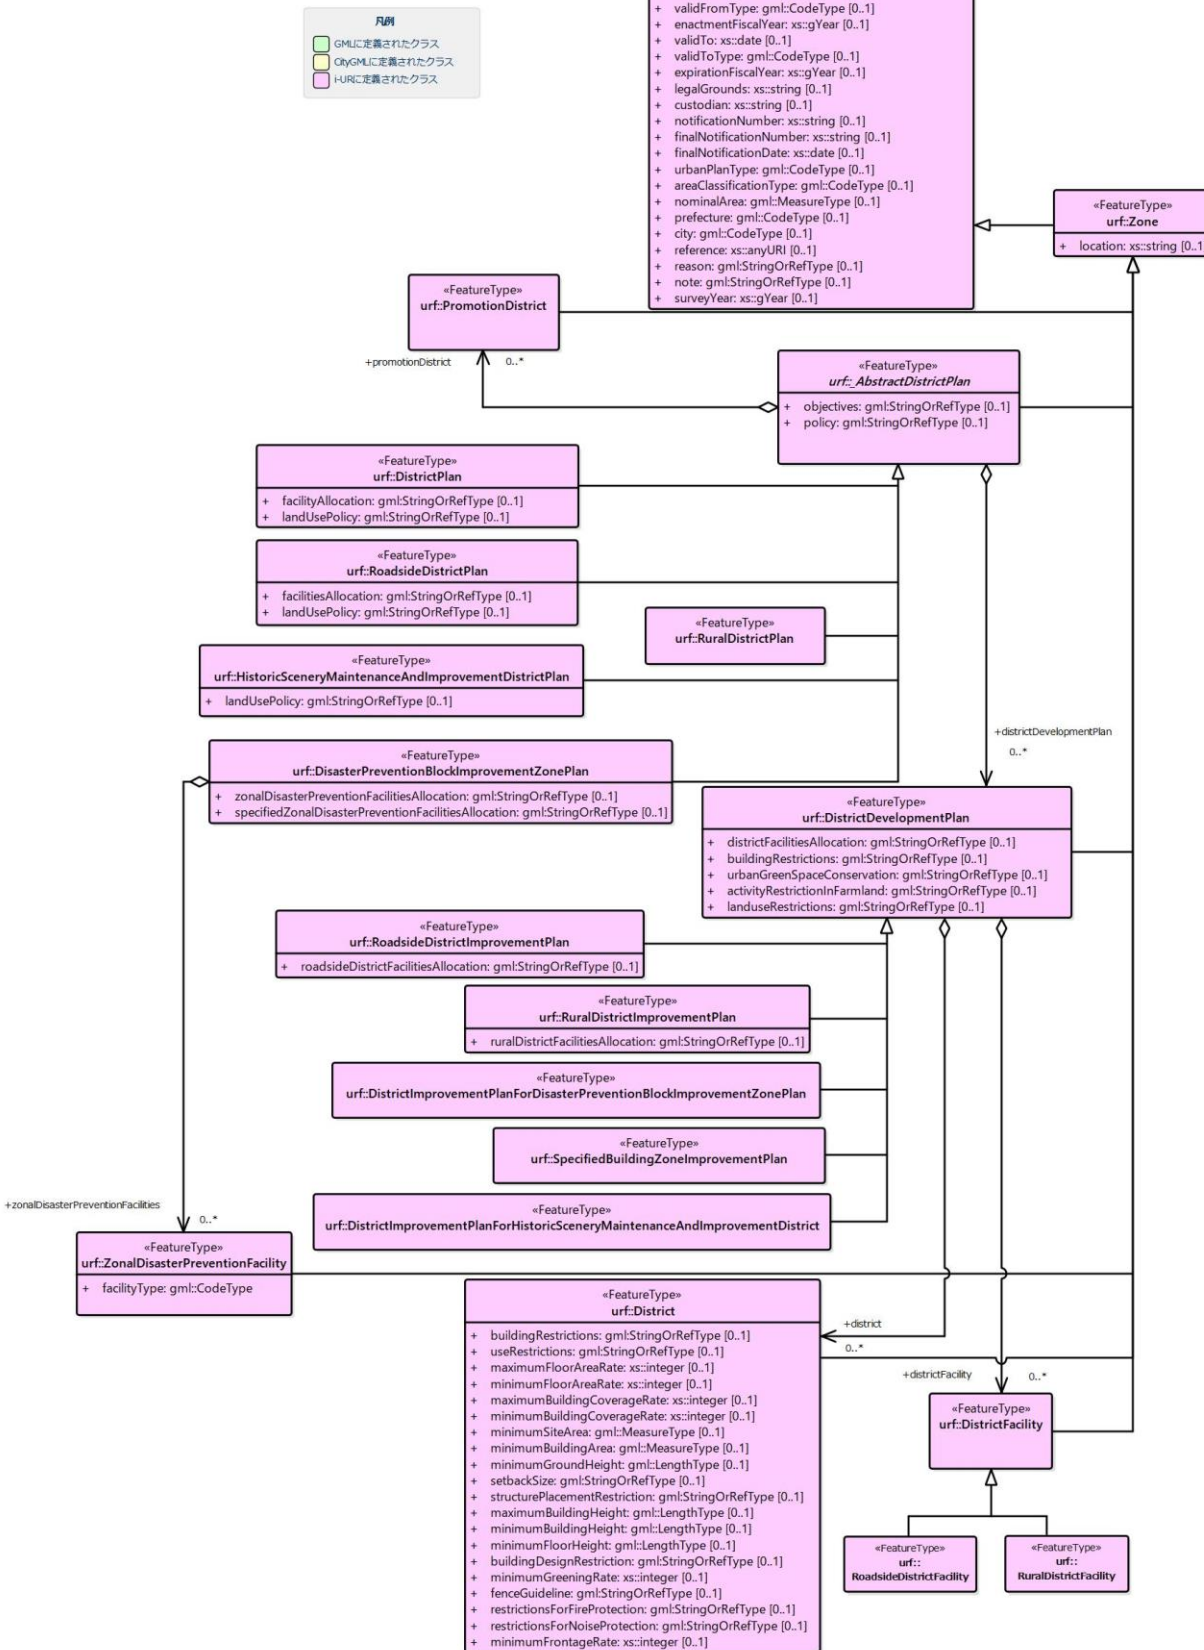 凡例
GMLに定義されたクラス
CityGMLに定義されたクラス
i-URに定義されたクラス
+ validFromType: gml::CodeType [0..1]
+ enactmentFiscalYear: xs::gYear [0..1]
+ validTo: xs::date [0..1]
+ validToType: gml::CodeType [0..1]
+ expirationFiscalYear: xs::gYear [0..1]
+ legalGrounds: xs::string [0..1]
+ custodian: xs::string [0..1]
+ notificationNumber: xs::string [0..1]
+ finalNotificationNumber: xs::string [0..1]
+ finalNotificationDate: xs::date [0..1]
+ urbanPlanType: gml::CodeType [0..1]
+ areaClassificationType: gml::CodeType [0..1]
+ nominalArea: gml::MeasureType [0..1]
+ prefecture: gml::CodeType [0..1]
+ city: gml::CodeType [0..1]
+ reference: xs::anyURI [0..1]
+ reason: gml:StringOrRefType [0..1]
+ note: gml:StringOrRefType [0..1]
+ surveyYear: xs::gYear [0..1]
«FeatureType»
urf::Zone
+ location: xs::string [0..1
«FeatureType»
urf::PromotionDistrict
+promotionDistrict
0..*
«FeatureType»
urf::_AbstractDistrictPlan
+ objectives: gml:StringOrRefType [0..1]
+ policy: gml:StringOrRefType [0..1]
«FeatureType»
urf::DistrictPlan
+ facilityAllocation: gml:StringOrRefType [0..1]
+ landUsePolicy: gml:StringOrRefType [0..1]
«FeatureType»
urf::RoadsideDistrictPlan
+ facilitiesAllocation: gml:StringOrRefType [0..1]
+ landUsePolicy: gml:StringOrRefType [0..1]
«FeatureType»
urf::RuralDistrictPlan
«FeatureType»
urf::HistoricSceneryMaintenanceAndImprovementDistrictPlan
+ landUsePolicy: gml:StringOrRefType [0..1]
+districtDevelopmentPlan
0..*
«FeatureType»
urf::DisasterPreventionBlockImprovementZonePlan
+ zonalDisasterPreventionFacilitiesAllocation: gml:StringOrRefType [0..1]
+ specifiedZonalDisasterPreventionFacilitiesAllocation: gml:StringOrRefType [0..1]
«FeatureType»
urf::DistrictDevelopmentPlan
+ districtFacilitiesAllocation: gml:StringOrRefType [0..1]
+ buildingRestrictions: gml:StringOrRefType [0..1]
+ urbanGreenSpaceConservation: gml:StringOrRefType [0..1]
+ activityRestrictionInFarmland: gml:StringOrRefType [0..1]
+ landuseRestrictions: gml:StringOrRefType [0..1]
«FeatureType»
urf::RoadsideDistrictImprovementPlan
+ roadsideDistrictFacilitiesAllocation: gml:StringOrRefType [0..1]
«FeatureType»
urf::RuralDistrictImprovementPlan
+ ruralDistrictFacilitiesAllocation: gml:StringOrRefType [0..1]
«FeatureType»
urf::DistrictImprovementPlanForDisasterPreventionBlockImprovementZonePlan
«FeatureType»
urf::SpecifiedBuildingZoneImprovementPlan
«FeatureType»
urf::DistrictImprovementPlanForHistoricSceneryMaintenanceAndImprovementDistrict
+zonalDisasterPreventionFacilities
0..*
«FeatureType»
urf::ZonalDisasterPreventionFacility
+ facilityType: gml::CodeType
«FeatureType»
urf::District
+ buildingRestrictions: gml:StringOrRefType [0..1]
+ useRestrictions: gml:StringOrRefType [0..1]
+ maximumFloorAreaRate: xs::integer [0..1]
+ minimumFloorAreaRate: xs::integer [0..1]
+ maximumBuildingCoverageRate: xs::integer [0..1]
+ minimumBuildingCoverageRate: xs::integer [0..1]
+ minimumSiteArea: gml::MeasureType [0..1]
+ minimumBuildingArea: gml::MeasureType [0..1]
+ minimumGroundHeight: gml::LengthType [0..1]
+ setbackSize: gml:StringOrRefType [0..1]
+ structurePlacementRestriction: gml:StringOrRefType [0..1]
+ maximumBuildingHeight: gml::LengthType [0..1]
+ minimumBuildingHeight: gml::LengthType [0..1]
+ minimumFloorHeight: gml::LengthType [0..1]
+ buildingDesignRestriction: gml:StringOrRefType [0..1]
+ minimumGreeningRate: xs::integer [0..1]
+ fenceGuideline: gml:StringOrRefType [0..1]
+ restrictionsForFireProtection: gml:StringOrRefType [0..1]
+ restrictionsForNoiseProtection: gml:StringOrRefType [0..1]
+ minimumFrontageRate: xs::integer [0..1]
+district
0..*
+districtFacility
0..*
«FeatureType»
urf::DistrictFacility
«FeatureType»
urf::
RoadsideDistrictFacility
«FeatureType»
urf::
RuralDistrictFacility